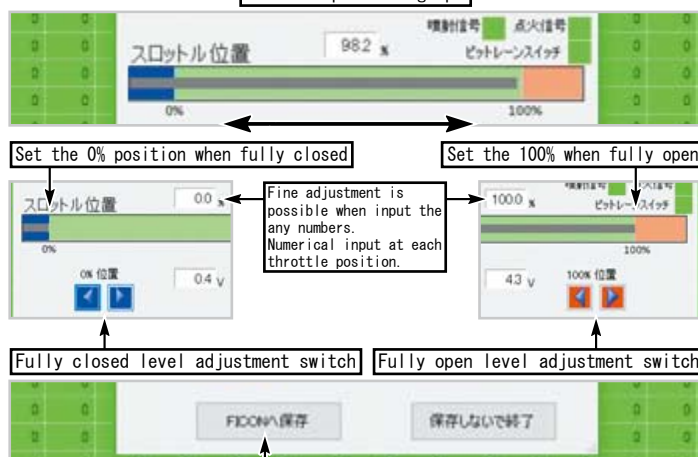 噴射信号 点火信号
スロットル位置 98.2 %
ピットレーンスイッチ
0% 100%
Set the 0% position when fully closed
Set the 100% when fully open
スロットル位置 0.0 %
Fine adjustment is
possible when input the
any numbers.
Numerical input at each
throttle position.
100.0 %
ピットレーンスイッチ
0%
100%
0% 位置
0.4 V
4.3 V
100% 位置
Fully closed level adjustment switch
Fully open level adjustment switch
FICONへ保存
保存しないで終了